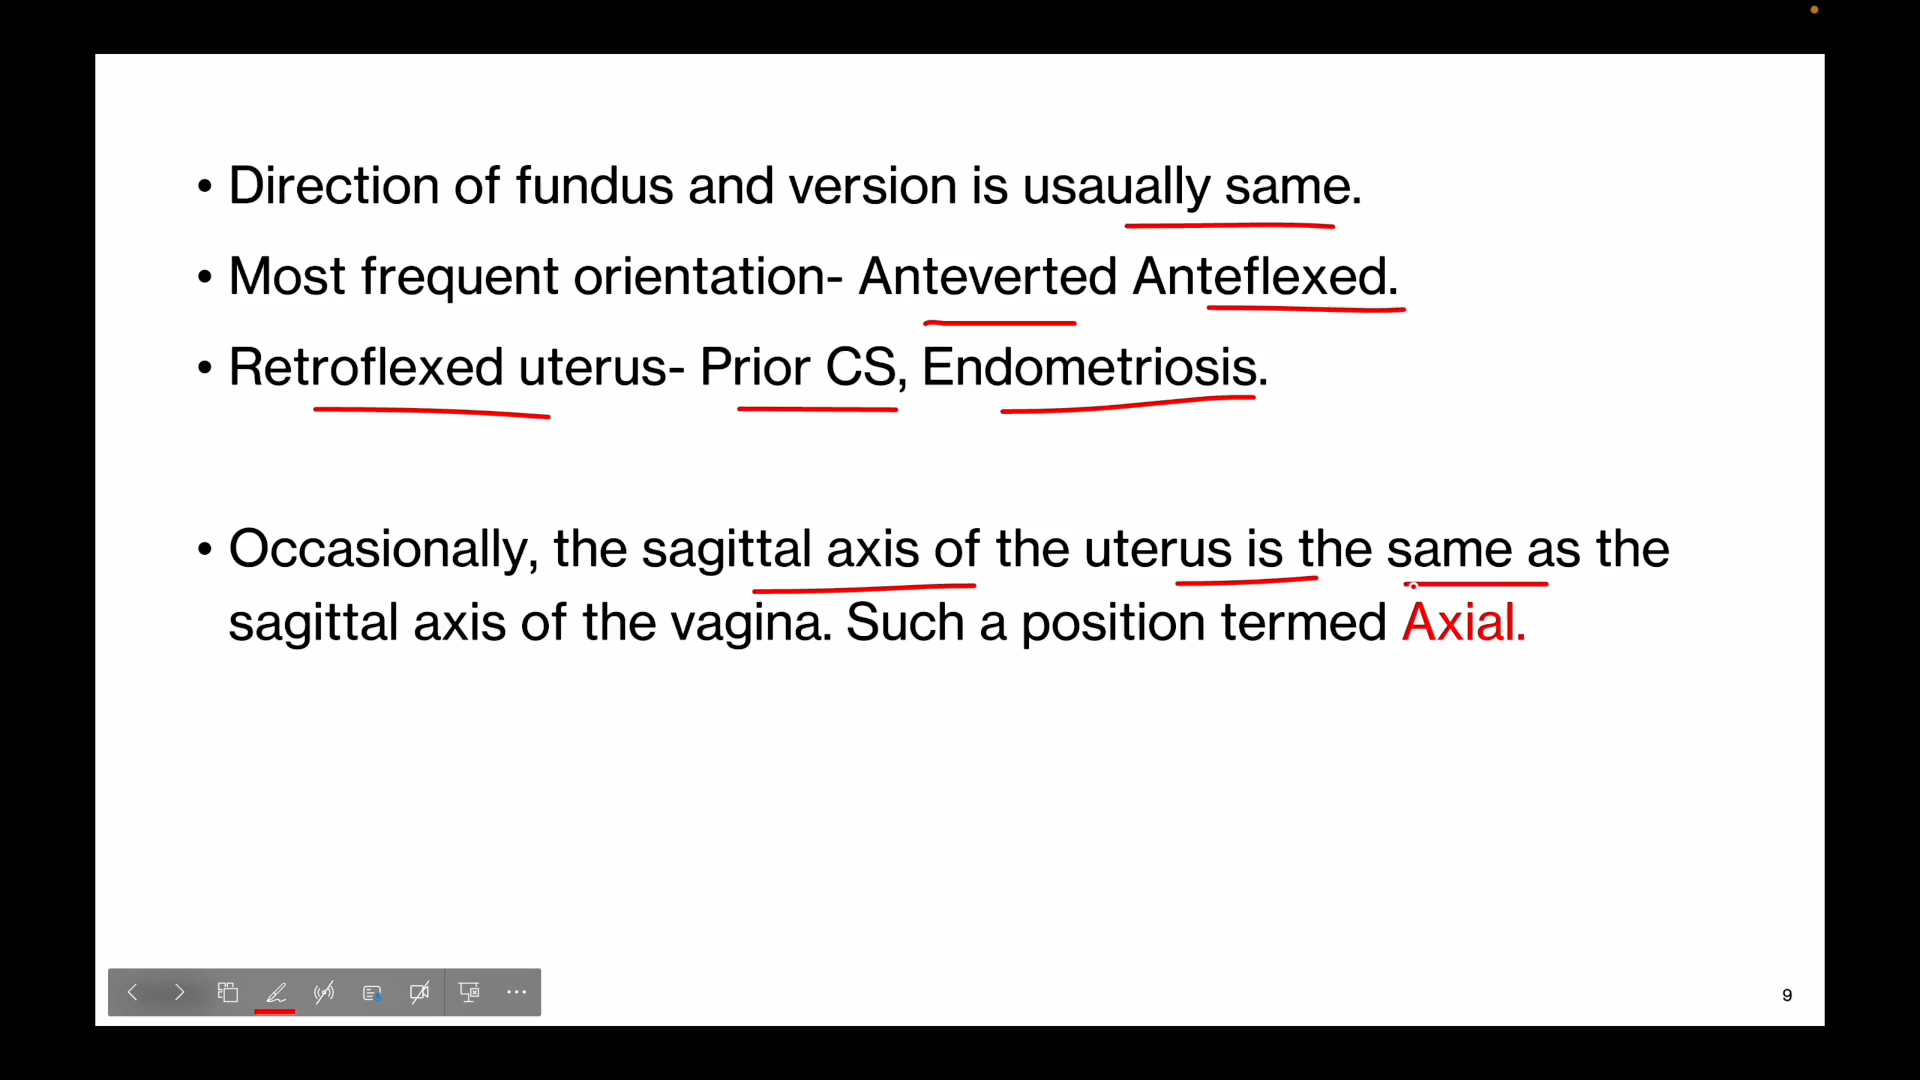 • Direction of fundus and version is usaually same.
• Most frequent orientation- Anteverted Anteflexed.
• Retroflexed uterus- Prior CS, Endometriosis.
• Occasionally, the sagittal axis of the uterus is the same as the
sagittal axis of the vagina. Such a position termed Axial.
9